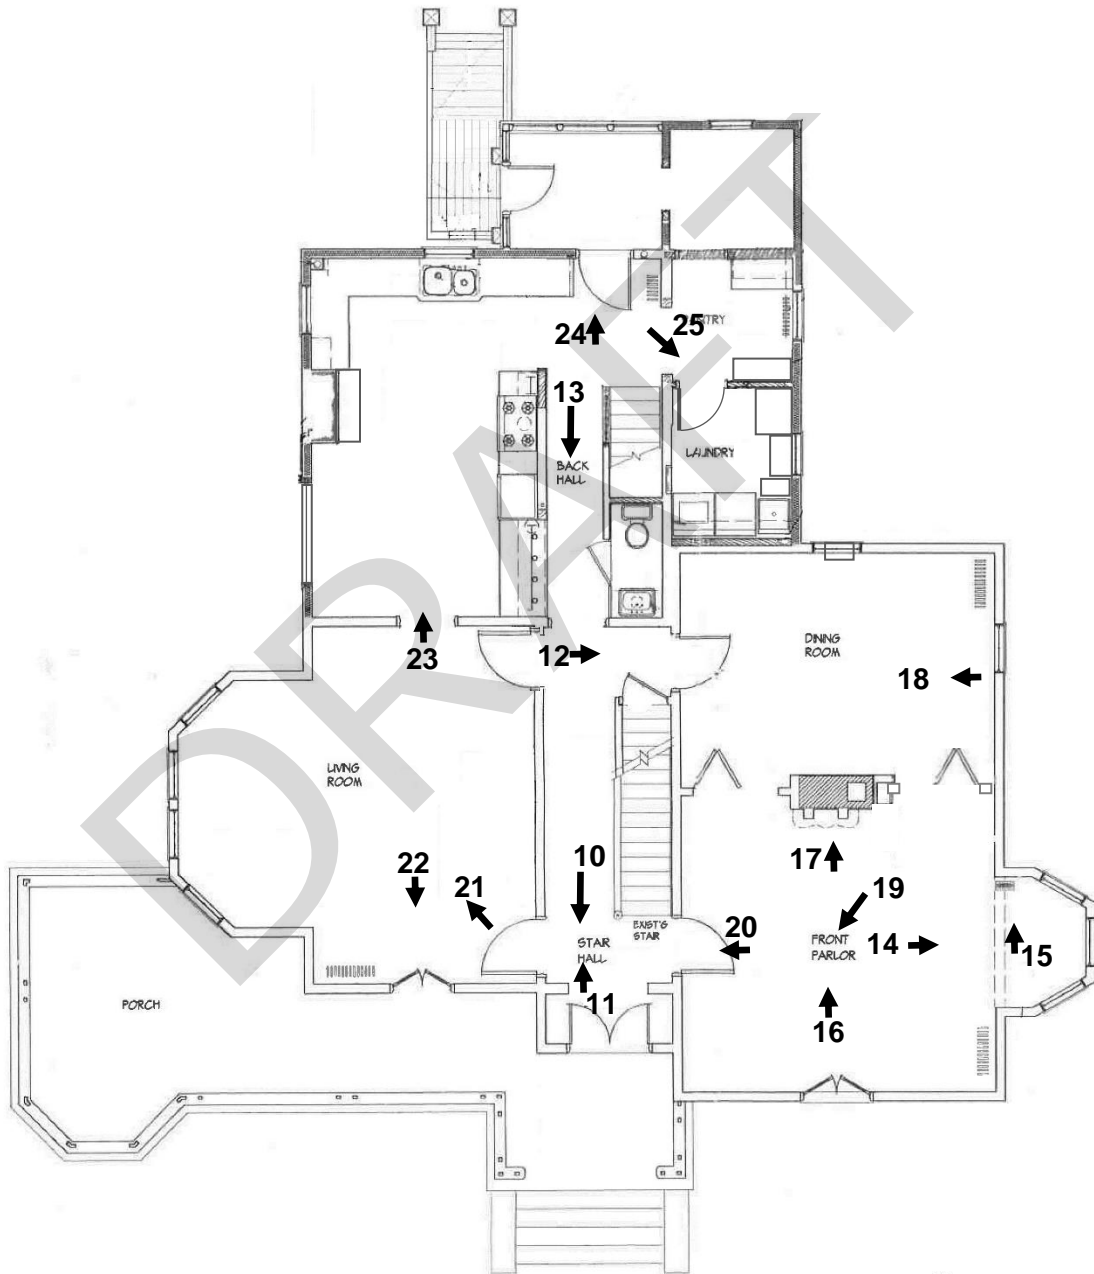 24
25
PANTRY
13
BACK
HALL
LAUNDRY
12
23
DINING
ROOM
18
LIVING
ROOM
10
22
21
17
19
20
EXIST'G
STAIR
STAIR
HALL
FRONT
PARLOR
14
15
11
16
PORCH
DRAFT